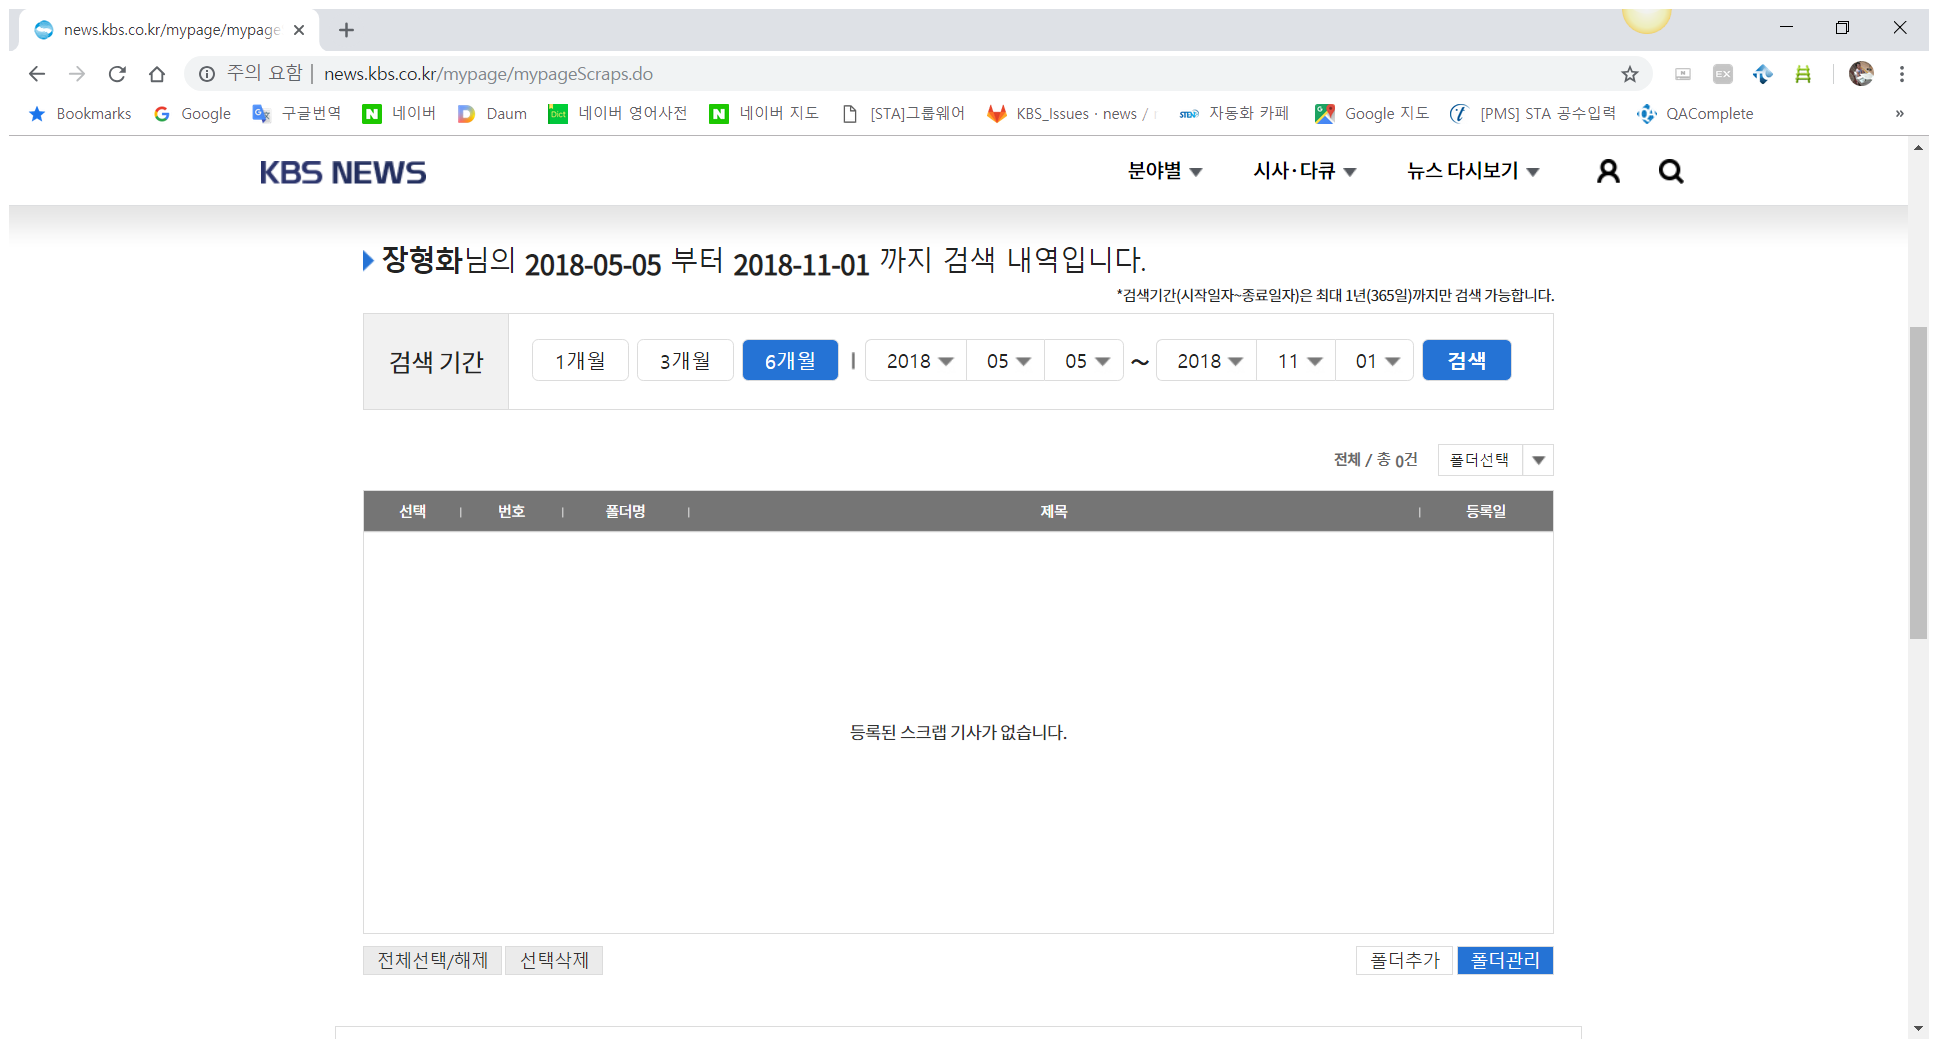 news.kbs.co.kr/mypage/mypage
주의 요함 | news.kbs.co.kr/mypage/mypageScraps.do
EX
Bookmarks Google 구글번역 네이버 Daum 네이버 영어사전 네이버 지도 [STA]그룹웨어 KBS_Issues · news / 자동화 카페 Google 지도 [PMS] STA 공수입력 QAComplete »
KBS NEWS 분야별 시사·다큐 뉴스 다시보기
장형화님의 2018-05-05 부터 2018-11-01 까지 검색 내역입니다.
*검색기간(시작일자~종료일자)은 최대 1년(365일)까지만 검색 가능합니다.
검색 기간 1개월 3개월 6개월 | 2018 05 05 ~ 2018 11 01 검색
전체 / 총 0건 폴더선택
선택 | 번호 | 폴더명 | 제목 | 등록일
등록된 스크랩 기사가 없습니다.
전체선택/해제 선택삭제 폴더추가 폴더관리